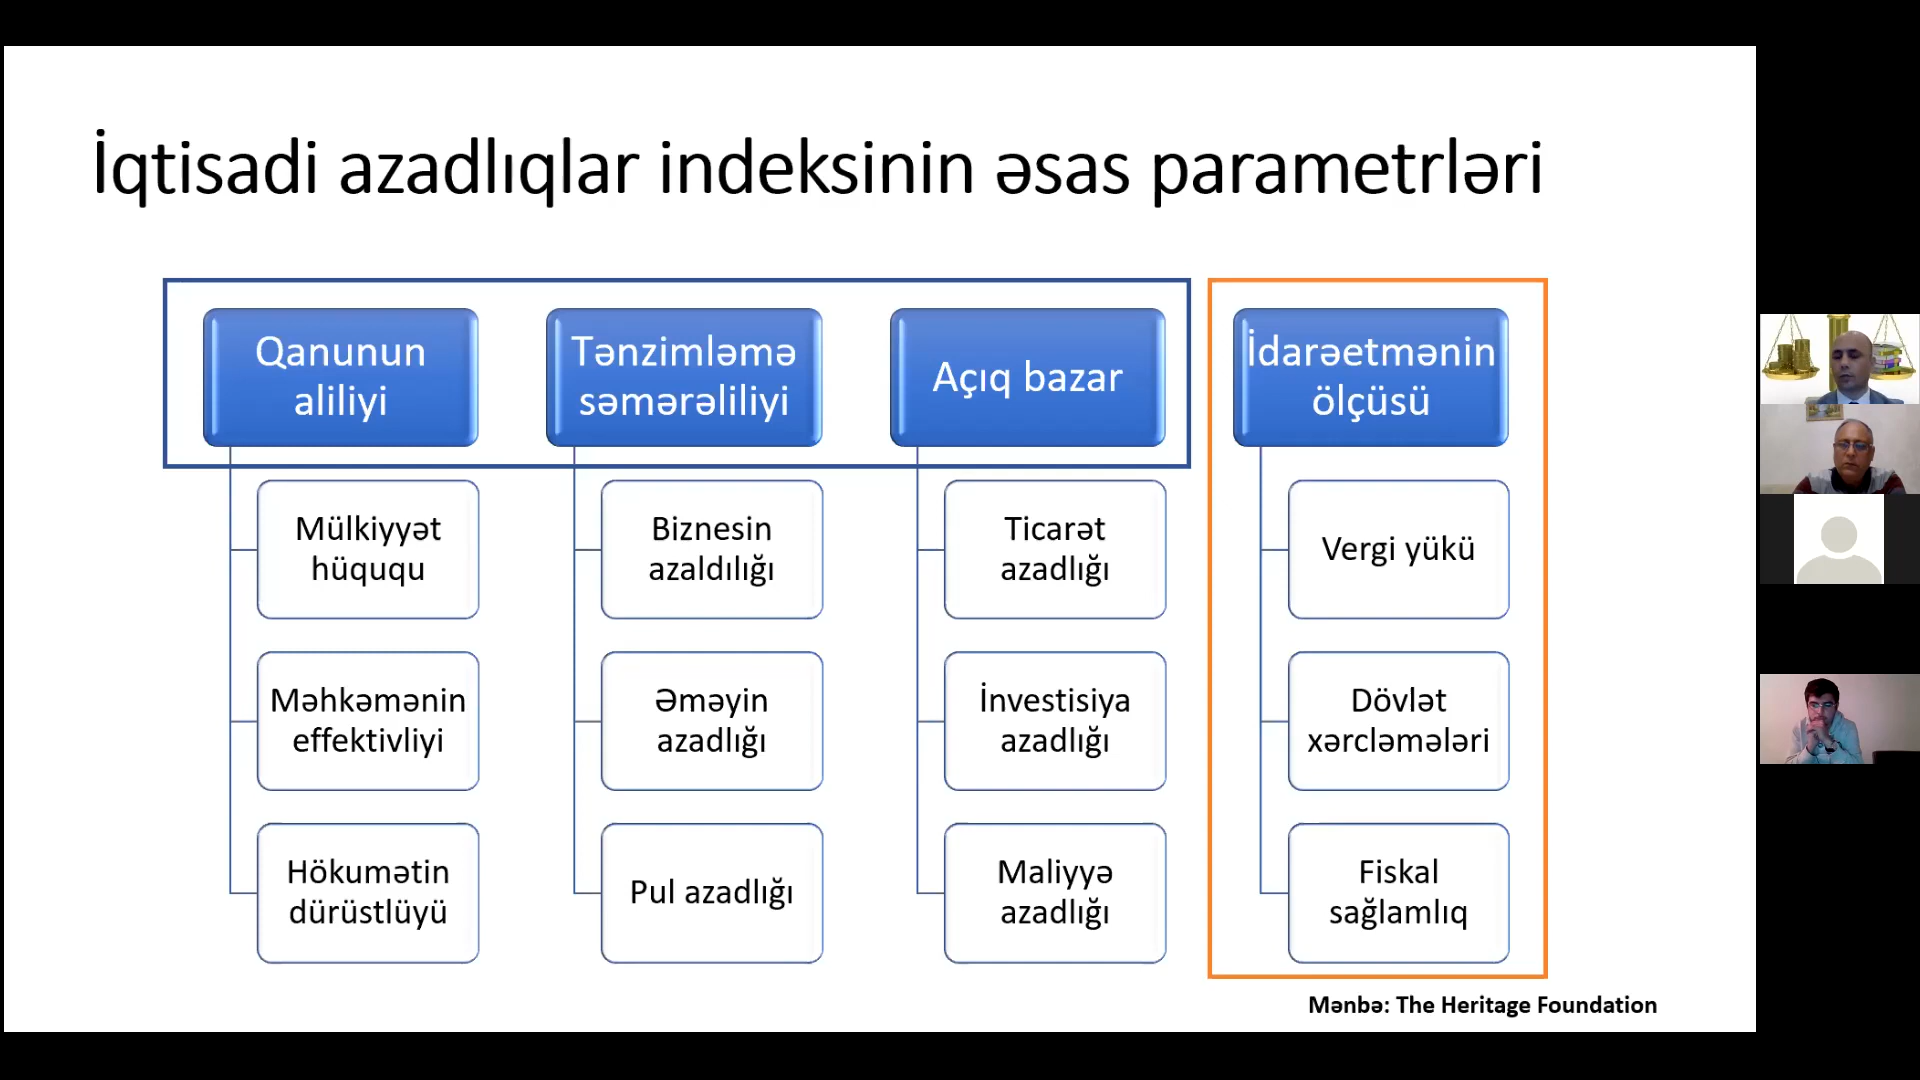 İqtisadi azadlıqlar indeksinin əsas parametrləri
Qanunun
aliliyi
Mülkiyyət
hüququ
Məhkəmənin
effektivliyi
Hökumətin
dürüstlüyü
Tənzimləmə
səmərəliliyi
Biznesin
azaldılığı
Əməyin
azadlığı
Pul azadlığı
Açıq bazar
Ticarət
azadlığı
İnvestisiya
azadlığı
Maliyyə
azadlığı
İdarəetmənin
ölçüsü
Vergi yükü
Dövlət
xərcləmələri
Fiskal
sağlamlıq
Mənbə: The Heritage Foundation